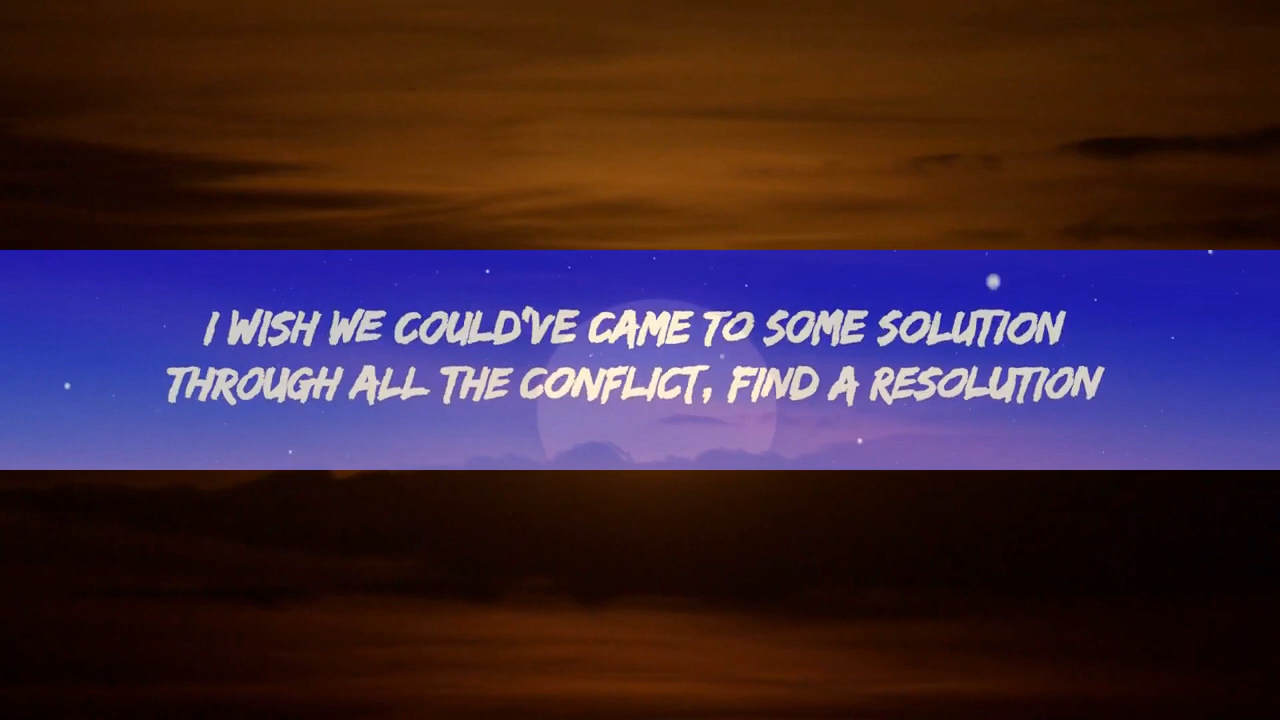 I WISH WE COULD'VE CAME TO SOME SOLUTION
THROUGH ALL THE CONFLICT, FIND A RESOLUTION